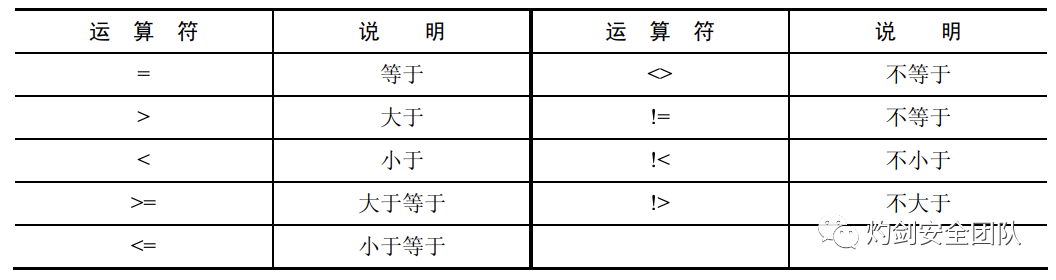 运 算 符 说 明 运 算 符 说 明
= 等于 <> 不等于
> 大于 != 不等于
< 小于 !< 不小于
>= 大于等于 !> 不大于
<= 小于等于
灼剑安全团队